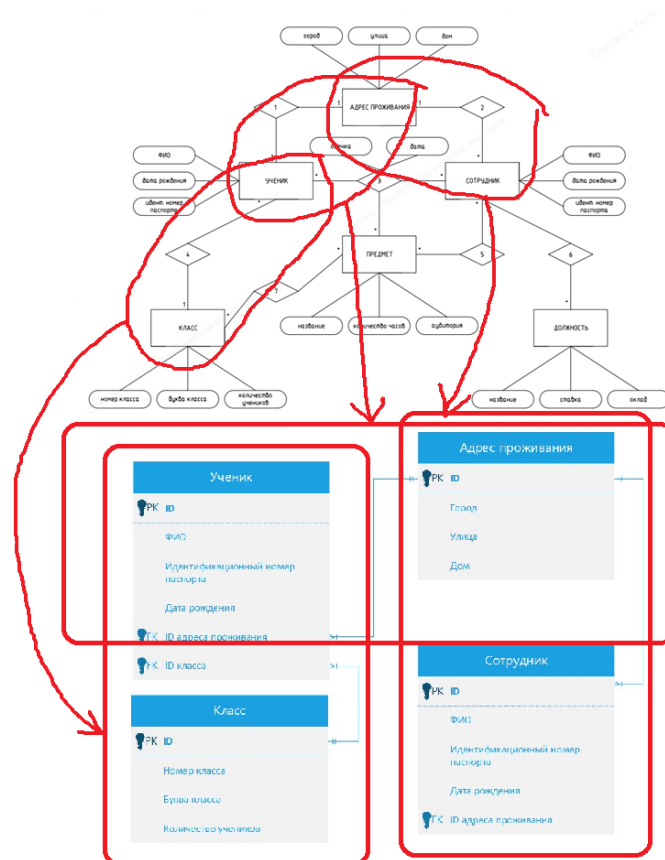 город
улица
дом
АДРЕС ПРОЖИВАНИЯ
1
1
1
2
ФИО
дата рождения
идент. номер
паспорта
УЧЕНИК
дата
3
СОТРУДНИК
ФИО
дата рождения
идент. номер
паспорта
4
ПРЕДМЕТ
5
6
7
1
КЛАСС
название
количество часов
аудитория
ДОЛЖНОСТЬ
номер класса
буква класса
количество
учеников
название
ставка
оклад
Ученик
PK ID
ФИО
Идентификационный номер
паспорта
Дата рождения
FK ID адреса проживания
FK ID класса
Адрес проживания
PK ID
Город
Улица
Дом
Класс
PK ID
Номер класса
Буква класса
Количество учеников
Сотрудник
PK ID
ФИО
Идентификационный номер
паспорта
Дата рождения
FK ID адреса проживания